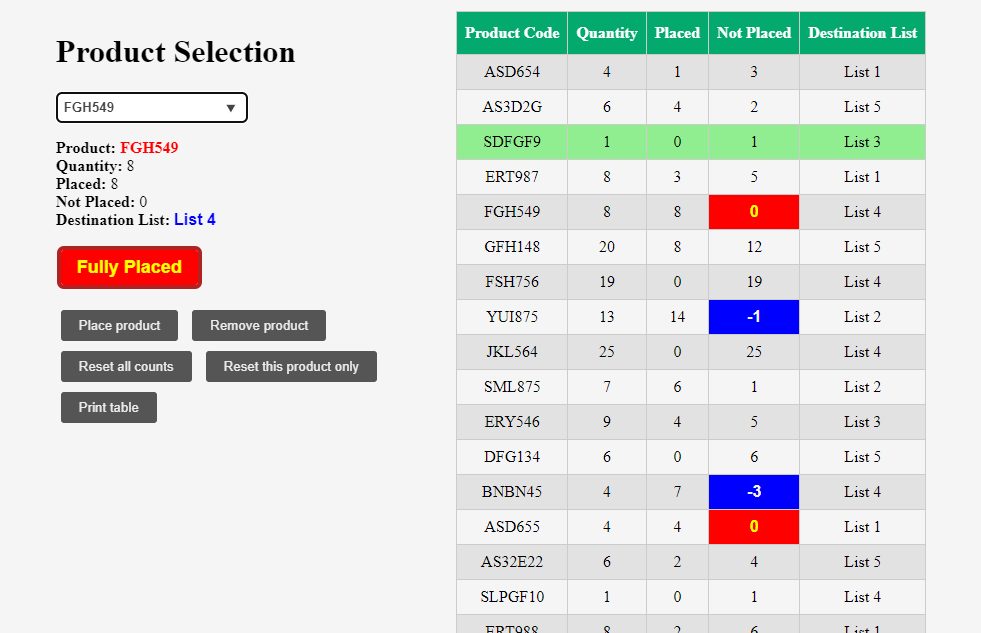 Product Selection
FGH549
Product: FGH549
Quantity: 8
Placed: 8
Not Placed: 0
Destination List: List 4
Fully Placed
Place product Remove product
Reset all counts Reset this product only
Print table
Product Code Quantity Placed Not Placed Destination List
ASD654 4 1 3 List 1
AS3D2G 6 4 2 List 5
SDFGF9 1 0 1 List 3
ERT987 8 3 5 List 1
FGH549 8 8 0 List 4
GFH148 20 8 12 List 5
FSH756 19 0 19 List 4
YUI875 13 14 -1 List 2
JKL564 25 0 25 List 4
SML875 7 6 1 List 2
ERY546 9 4 5 List 3
DFG134 6 0 6 List 5
BNBN45 4 7 -3 List 4
ASD655 4 4 0 List 1
AS32E22 6 2 4 List 5
SLPGF10 1 0 1 List 4
ERT988 8 2 6 List 1